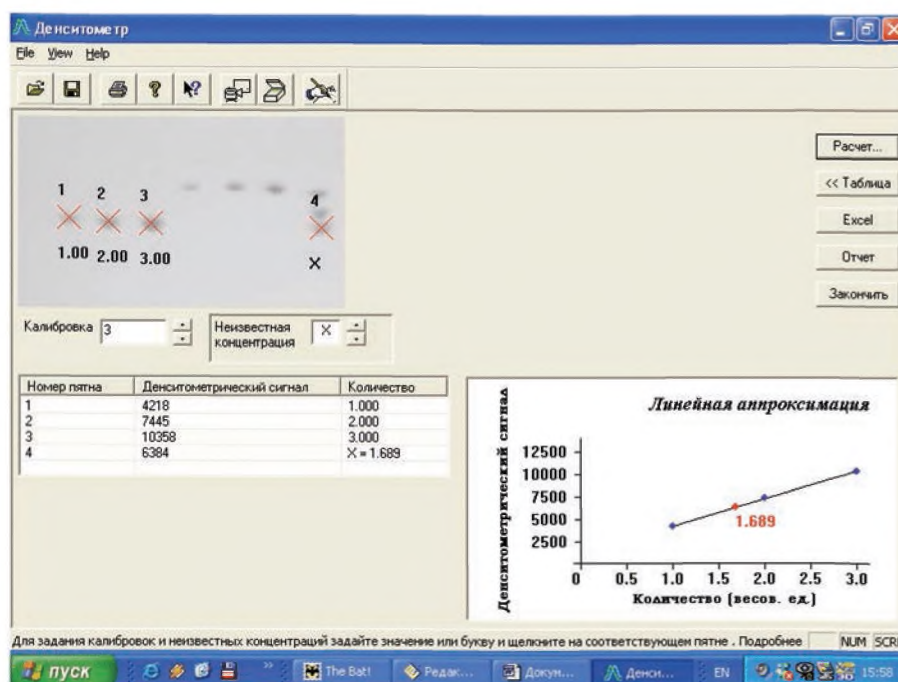 Денситометр
File View Help
Расчет...
<< Таблица
Excel
Отчет
Закончить
1 2 3 4
1.00 2.00 3.00 X
Калибровка 3
Неизвестная концентрация X
Номер пятна Денситометрический сигнал Количество
1 4218 1.000
2 7445 2.000
3 10358 3.000
4 6384 X = 1.689
Линейная аппроксимация
Денситометрический сигнал
12500
10000
7500
5000
2500
1.689
0 0.5 1.0 1.5 2.0 2.5 3.0
Количество (весов. ед.)
Для задания калибровок и неизвестных концентраций задайте значение или букву и щелкните на соответствующем пятне . Подробнее NUM SCR
пуск The Bat! Редак... Докум... Денси... EN 15:58